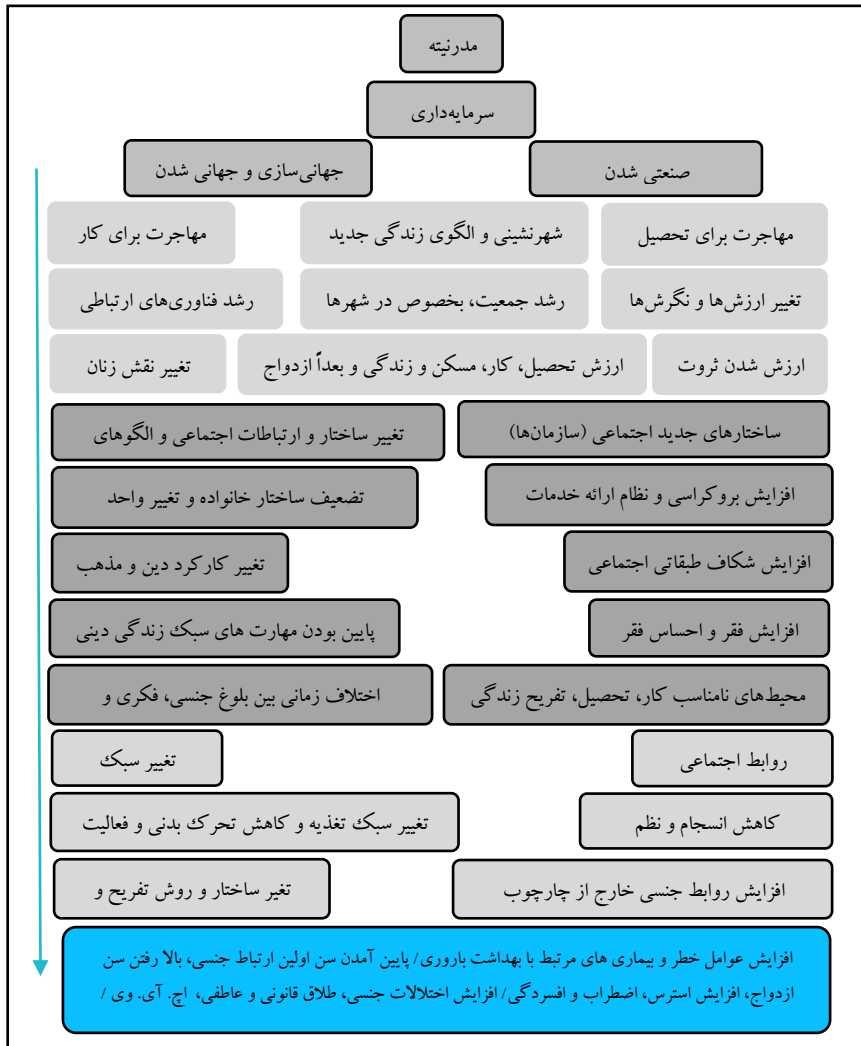 مدرنیته
سرمایه‌داری
صنعتی شدن
جهانی‌سازی و جهانی شدن
مهاجرت برای تحصیل
شهرنشینی و الگوی زندگی جدید
مهاجرت برای کار
تغییر ارزش‌ها و نگرش‌ها
رشد جمعیت، بخصوص در شهرها
رشد فناوری‌های ارتباطی
ارزش شدن ثروت
ارزش تحصیل، کار، مسکن و زندگی و بعداً ازدواج
تغییر نقش زنان
ساختارهای جدید اجتماعی (سازمان‌ها)
تغییر ساختار و ارتباطات اجتماعی و الگوهای
افزایش بروکراسی و نظام ارائه خدمات
تضعیف ساختار خانواده و تغییر واحد
افزایش شکاف طبقاتی اجتماعی
تغییر کارکرد دین و مذهب
افزایش فقر و احساس فقر
پایین بودن مهارت های سبک زندگی دینی
محیط‌های نامناسب کار، تحصیل، تفریح زندگی
اختلاف زمانی بین بلوغ جنسی، فکری و
روابط اجتماعی
تغییر سبک
کاهش انسجام و نظم
تغییر سبک تغذیه و کاهش تحرک بدنی و فعالیت
افزایش روابط جنسی خارج از چارچوب
تغیر ساختار و روش تفریح و
افزایش عوامل خطر و بیماری های مرتبط با بهداشت باروری/ پایین آمدن سن اولین ارتباط جنسی، بالا رفتن سن
ازدواج، افزایش استرس، اضطراب و افسردگی/ افزایش اختلالات جنسی، طلاق قانونی و عاطفی، اچ. آی. وی /